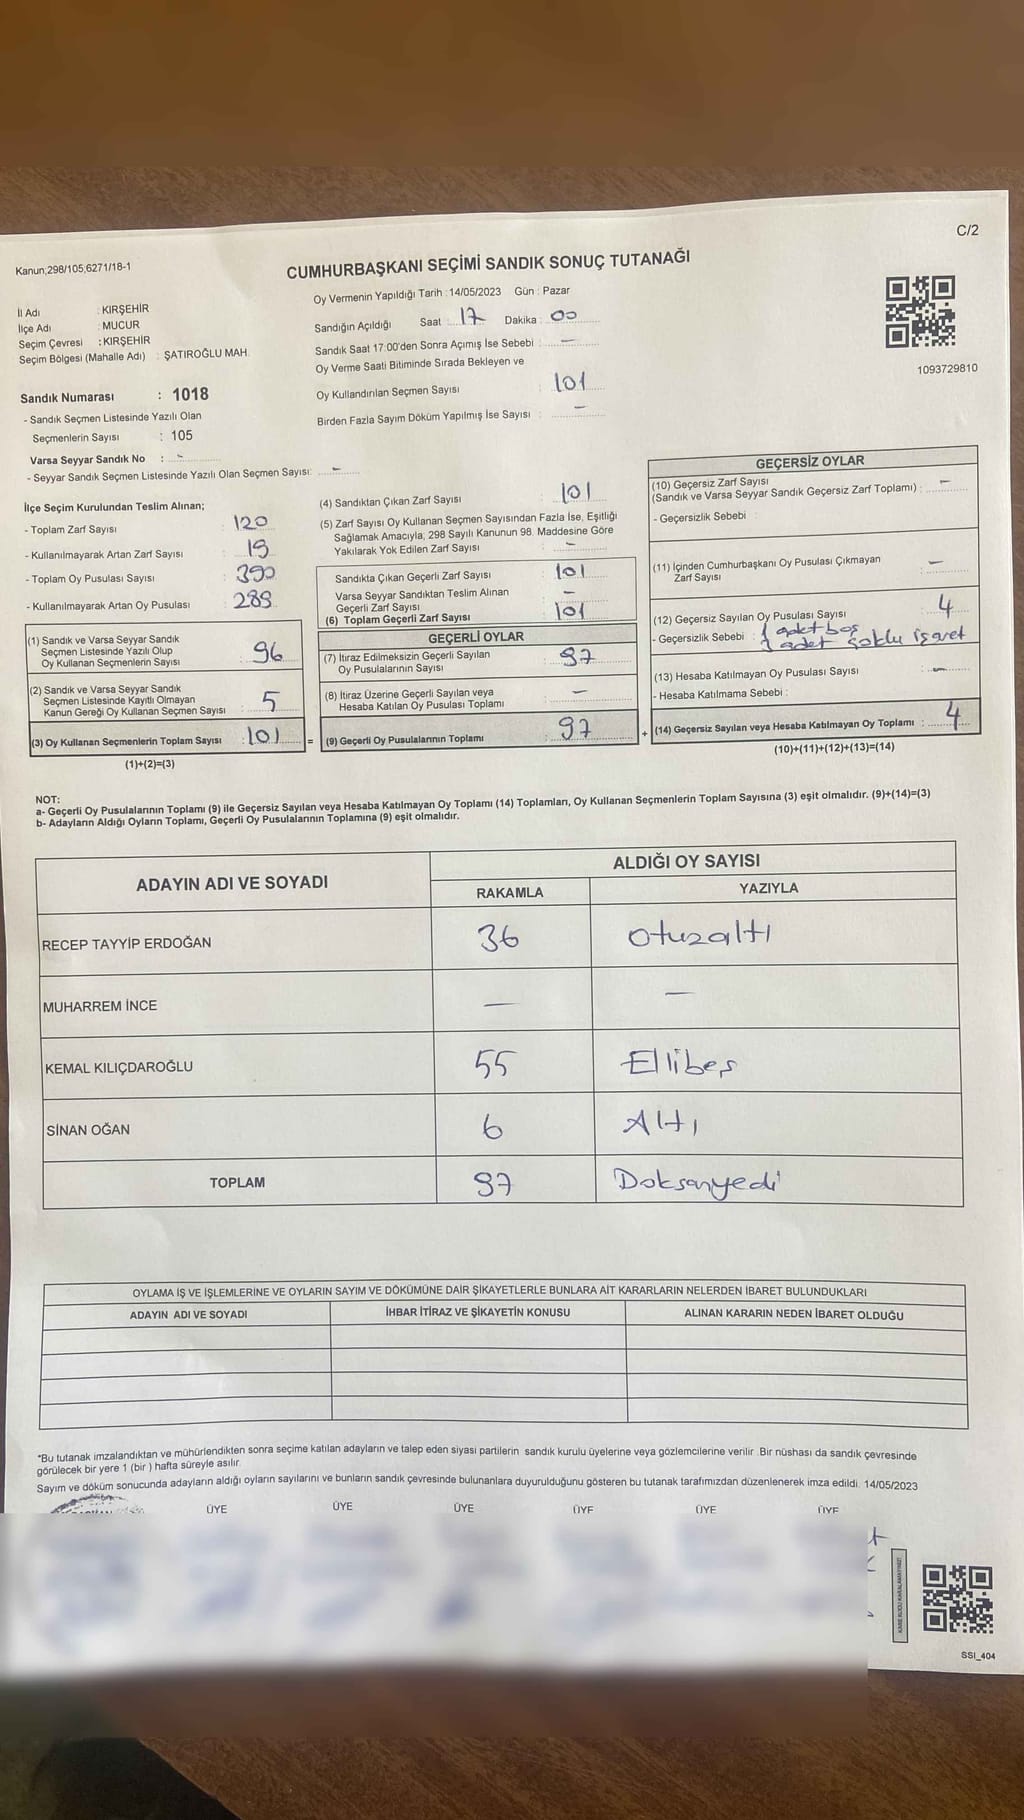 C/2
Kanun;298/105;6271/18-1
CUMHURBAŞKANI SEÇİMİ SANDIK SONUÇ TUTANAĞI
Oy Vermenin Yapıldığı Tarih :14/05/2023 Gün : Pazar
İl Adı : KIRŞEHİR
İlçe Adı : MUCUR
Seçim Çevresi : KIRŞEHİR
Seçim Bölgesi (Mahalle Adı) : ŞATIROĞLU MAH.
Sandığın Açıldığı Saat : 17 Dakika : 00
Sandık Saat 17:00'den Sonra Açımış İse Sebebi : —
Oy Verme Saati Bitiminde Sırada Bekleyen ve
Oy Kullandırılan Seçmen Sayısı : 101
Birden Fazla Sayım Döküm Yapılmış İse Sayısı : —
1093729810
Sandık Numarası : 1018
- Sandık Seçmen Listesinde Yazılı Olan
Seçmenlerin Sayısı : 105
Varsa Seyyar Sandık No : -
- Seyyar Sandık Seçmen Listesinde Yazılı Olan Seçmen Sayısı: —
İlçe Seçim Kurulundan Teslim Alınan;
- Toplam Zarf Sayısı : 120
- Kullanılmayarak Artan Zarf Sayısı : 19
- Toplam Oy Pusulası Sayısı : 390
- Kullanılmayarak Artan Oy Pusulası : 289
(1) Sandık ve Varsa Seyyar Sandık
Seçmen Listesinde Yazılı Olup
Oy Kullanan Seçmenlerin Sayısı : 96
(2) Sandık ve Varsa Seyyar Sandık
Seçmen Listesinde Kayıtlı Olmayan
Kanun Gereği Oy Kullanan Seçmen Sayısı : 5
(3) Oy Kullanan Seçmenlerin Toplam Sayısı : 101 =
(1)+(2)=(3)
(4) Sandıktan Çıkan Zarf Sayısı : 101
(5) Zarf Sayısı Oy Kullanan Seçmen Sayısından Fazla İse, Eşitliği
Sağlamak Amacıyla; 298 Sayılı Kanunun 98. Maddesine Göre
Yakılarak Yok Edilen Zarf Sayısı : —
Sandıkta Çıkan Geçerli Zarf Sayısı : 101
Varsa Seyyar Sandıktan Teslim Alınan
Geçerli Zarf Sayısı : —
(6) Toplam Geçerli Zarf Sayısı : 101
GEÇERLİ OYLAR
(7) İtiraz Edilmeksizin Geçerli Sayılan
Oy Pusulalarının Sayısı : 97
(8) İtiraz Üzerine Geçerli Sayılan veya
Hesaba Katılan Oy Pusulası Toplamı : —
(9) Geçerli Oy Pusulalarının Toplamı : 97 +
GEÇERSİZ OYLAR
(10) Geçersiz Zarf Sayısı
(Sandık ve Varsa Seyyar Sandık Geçersiz Zarf Toplamı) : —
- Geçersizlik Sebebi :
(11) İçinden Cumhurbaşkanı Oy Pusulası Çıkmayan
Zarf Sayısı : —
(12) Geçersiz Sayılan Oy Pusulası Sayısı : 4
- Geçersizlik Sebebi : 1 adet boş
adet çoklu işaret
(13) Hesaba Katılmayan Oy Pusulası Sayısı : —
- Hesaba Katılmama Sebebi :
(14) Geçersiz Sayılan veya Hesaba Katılmayan Oy Toplamı : 4
(10)+(11)+(12)+(13)=(14)
NOT:
a- Geçerli Oy Pusulalarının Toplamı (9) ile Geçersiz Sayılan veya Hesaba Katılmayan Oy Toplamı (14) Toplamları, Oy Kullanan Seçmenlerin Toplam Sayısına (3) eşit olmalıdır. (9)+(14)=(3)
b- Adayların Aldığı Oyların Toplamı, Geçerli Oy Pusulalarının Toplamına (9) eşit olmalıdır.
ADAYIN ADI VE SOYADI ALDIĞI OY SAYISI
RAKAMLA YAZIYLA
RECEP TAYYİP ERDOĞAN 36 Otuzaltı
MUHARREM İNCE — —
KEMAL KILIÇDAROĞLU 55 Ellibeş
SİNAN OĞAN 6 Altı
TOPLAM 97 Doksanyedi
OYLAMA İŞ VE İŞLEMLERİNE VE OYLARIN SAYIM VE DÖKÜMÜNE DAİR ŞİKAYETLERLE BUNLARA AİT KARARLARIN NELERDEN İBARET BULUNDUKLARI
ADAYIN ADI VE SOYADI İHBAR İTİRAZ VE ŞİKAYETİN KONUSU ALINAN KARARIN NEDEN İBARET OLDUĞU
*Bu tutanak imzalandıktan ve mühürlendikten sonra seçime katılan adayların ve talep eden siyasi partilerin sandık kurulu üyelerine veya gözlemcilerine verilir. Bir nüshası da sandık çevresinde
görülecek bir yere 1 (bir ) hafta süreyle asılır.
Sayım ve döküm sonucunda adayların aldığı oyların sayılarını ve bunların sandık çevresinde bulunanlara duyurulduğunu gösteren bu tutanak tarafımızdan düzenlenerek imza edildi. 14/05/2023
ÜYE ÜYE ÜYE ÜYE ÜYE ÜYE
KARE KODU KARALAMAYINIZ!
SSI_404